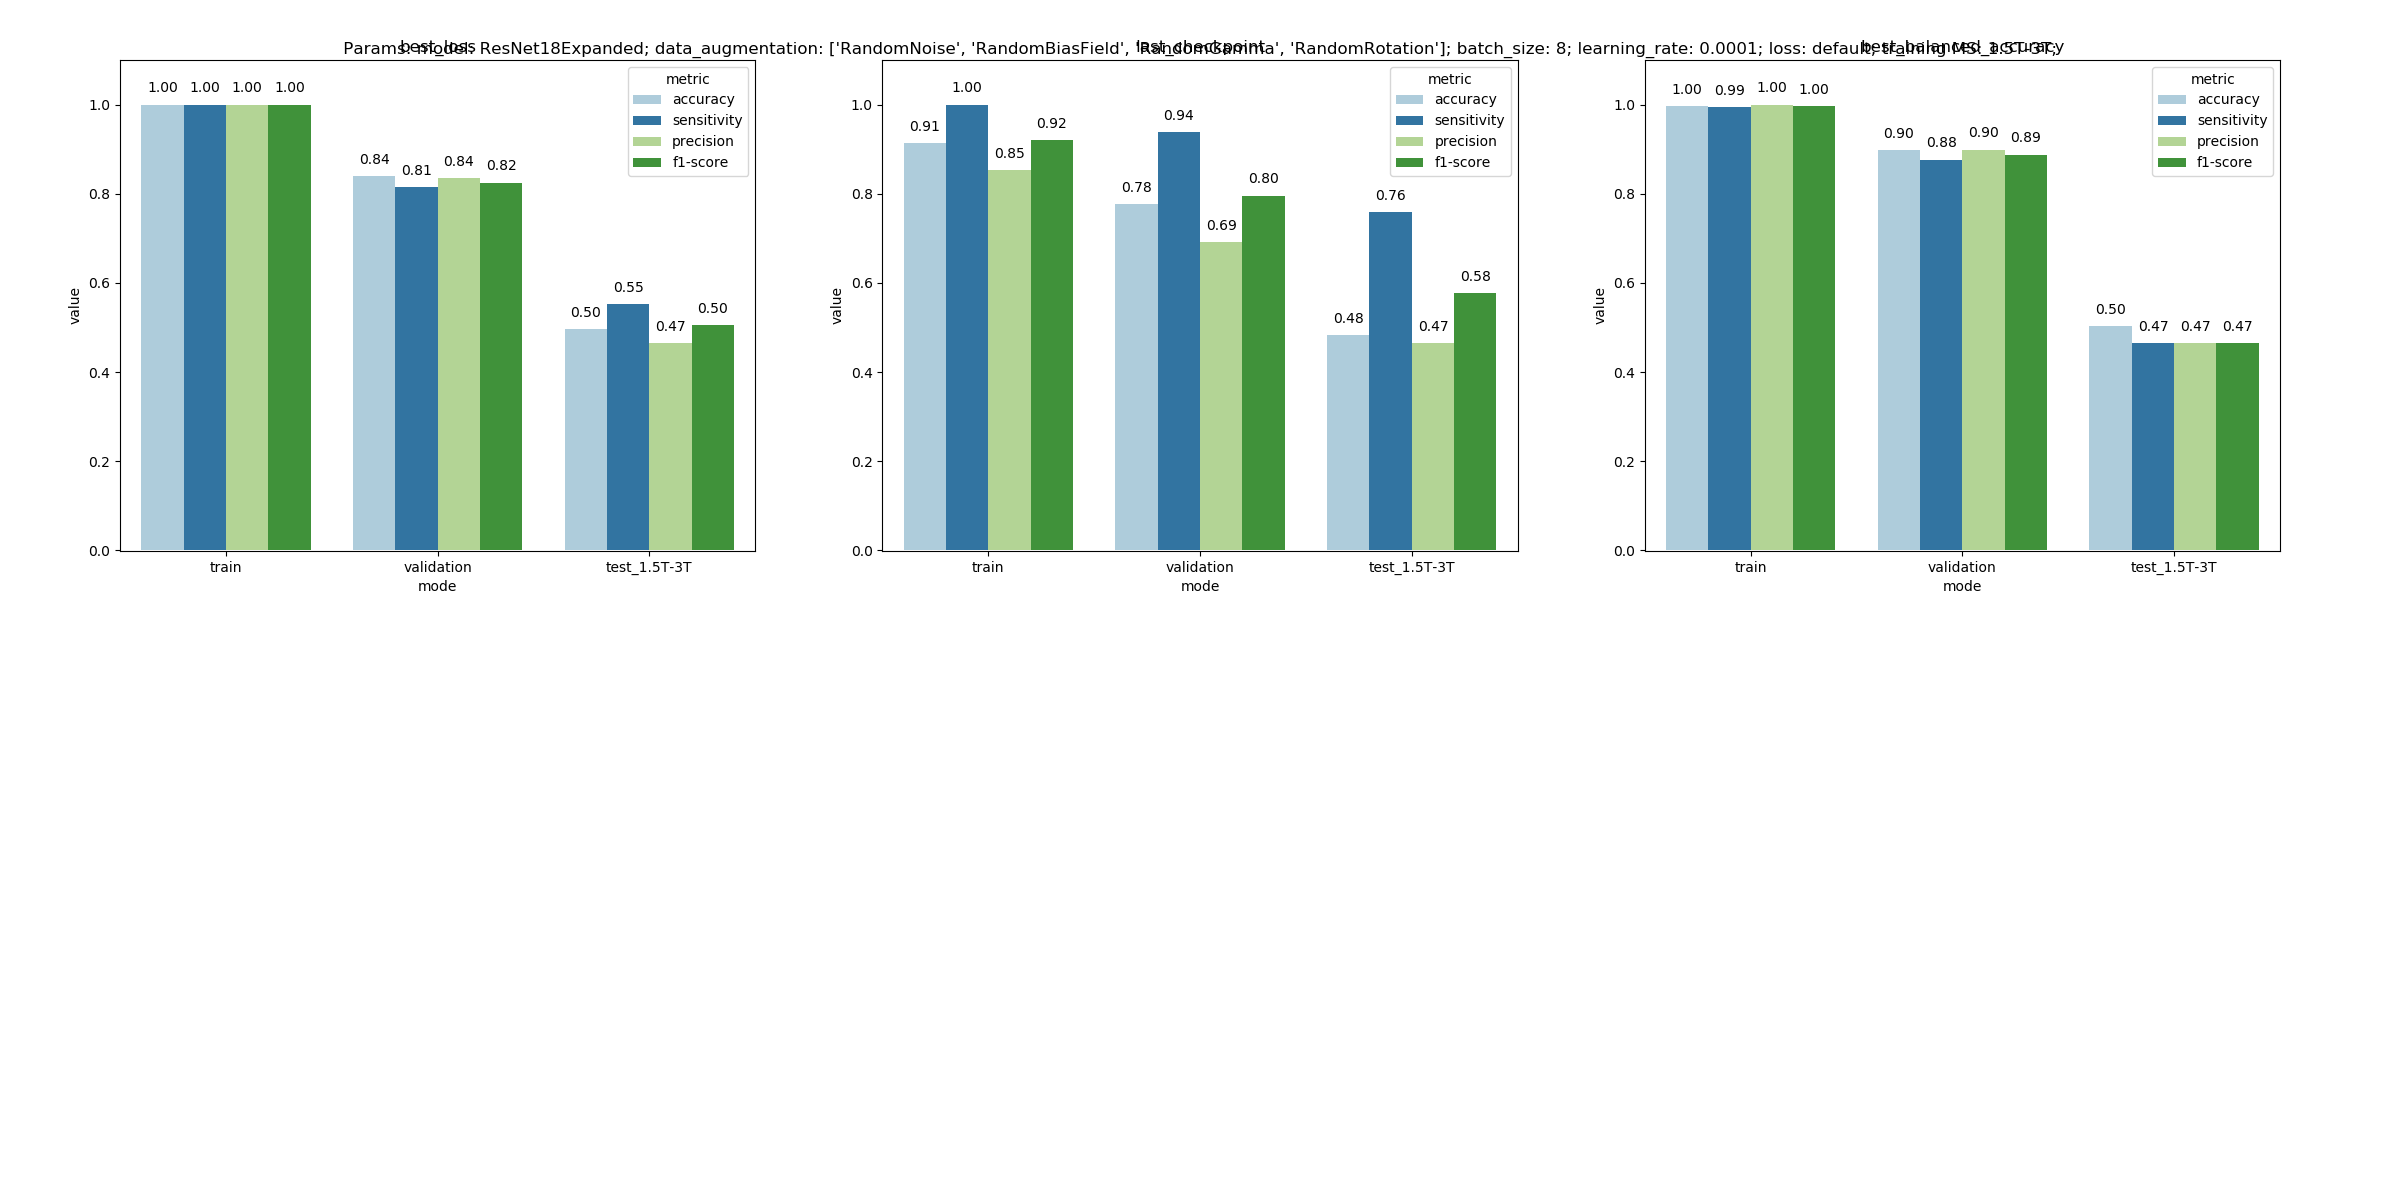 Params: model: ResNet18Expanded; data_augmentation: ['RandomNoise', 'RandomBiasField', 'RandomGamma', 'RandomRotation']; batch_size: 8; learning_rate: 0.0001; loss: default; training MS: 1.5T-3T;
best_loss
1.00 1.00 1.00 1.00
0.84 0.81 0.84 0.82
0.50 0.55 0.47 0.50
metric
accuracy
sensitivity
precision
f1-score
value
1.0
0.8
0.6
0.4
0.2
0.0
train validation test_1.5T-3T
mode
last_checkpoint
0.91 1.00 0.85 0.92
0.78 0.94 0.69 0.80
0.48 0.76 0.47 0.58
metric
accuracy
sensitivity
precision
f1-score
value
1.0
0.8
0.6
0.4
0.2
0.0
train validation test_1.5T-3T
mode
best_balanced_accuracy
1.00 0.99 1.00 1.00
0.90 0.88 0.90 0.89
0.50 0.47 0.47 0.47
metric
accuracy
sensitivity
precision
f1-score
value
1.0
0.8
0.6
0.4
0.2
0.0
train validation test_1.5T-3T
mode